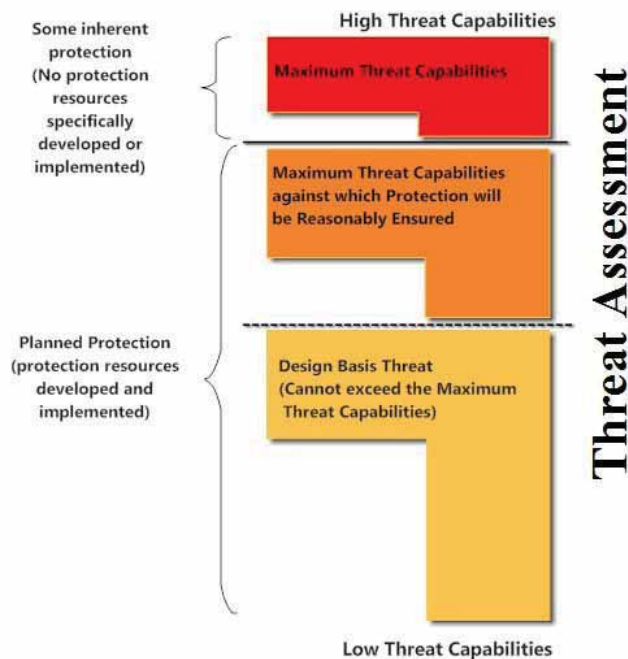 High Threat Capabilities
Some inherent
protection
(No protection
resources
specifically
developed or
implemented)
Maximum Threat Capabilities
Maximum Threat Capabilities
against which Protection will
be Reasonably Ensured
Planned Protection
(protection resources
developed and
implemented)
Design Basis Threat
(Cannot exceed the Maximum
Threat Capabilities)
Low Threat Capabilities
Threat Assessment